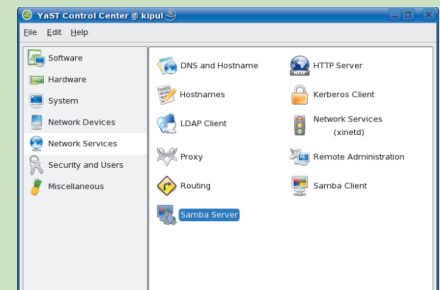 YaST Control Center @ kipul
File Edit Help
Software
Hardware
System
Network Devices
Network Services
Security and Users
Miscellaneous
DNS and Hostname
HTTP Server
Hostnames
Kerberos Client
LDAP Client
Network Services
(xinetd)
Proxy
Remote Administration
Routing
Samba Client
Samba Server